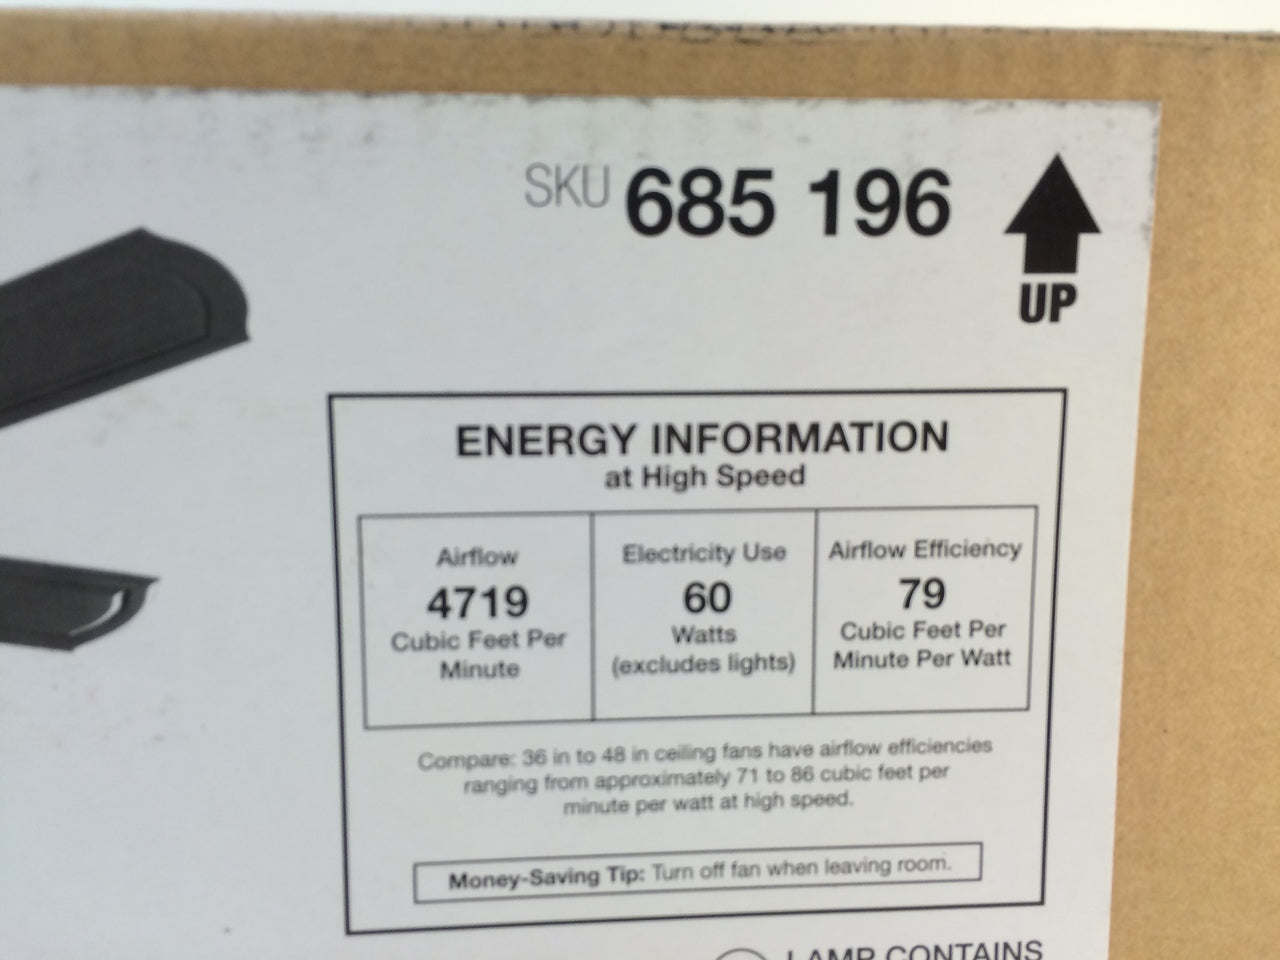 SKU 685 196
UP
ENERGY INFORMATION
at High Speed
Airflow
4719
Cubic Feet Per
Minute
Electricity Use
60
Watts
(excludes lights)
Airflow Efficiency
79
Cubic Feet Per
Minute Per Watt
Compare: 36 in to 48 in ceiling fans have airflow efficiencies
ranging from approximately 71 to 86 cubic feet per
minute per watt at high speed.
Money-Saving Tip: Turn off fan when leaving room.
LAMP CONTAINS